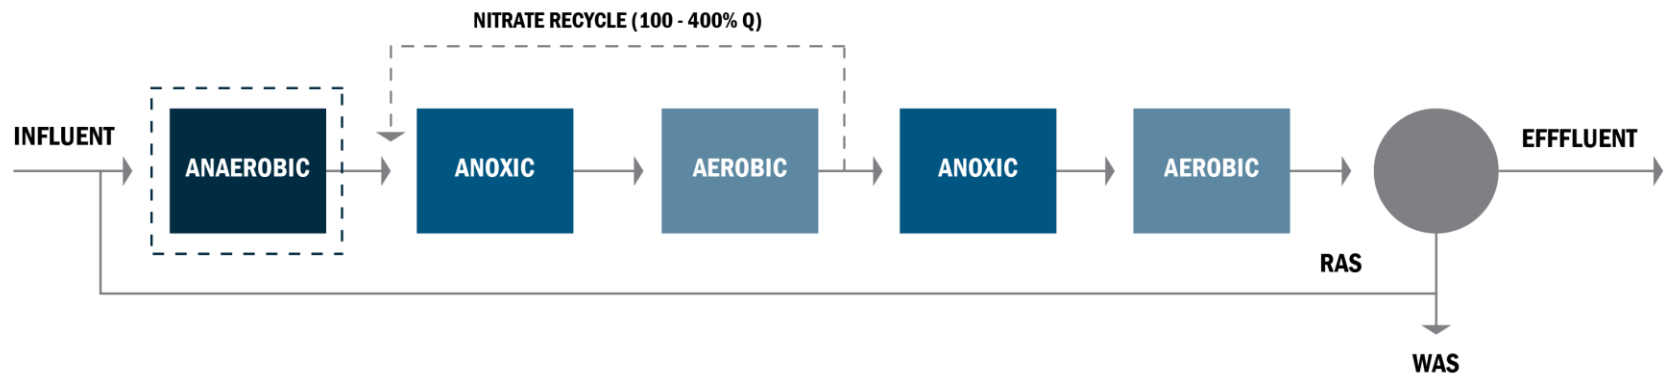 NITRATE RECYCLE (100 - 400% Q)
INFLUENT
ANAEROBIC
ANOXIC
AEROBIC
ANOXIC
AEROBIC
EFFFLUENT
RAS
WAS